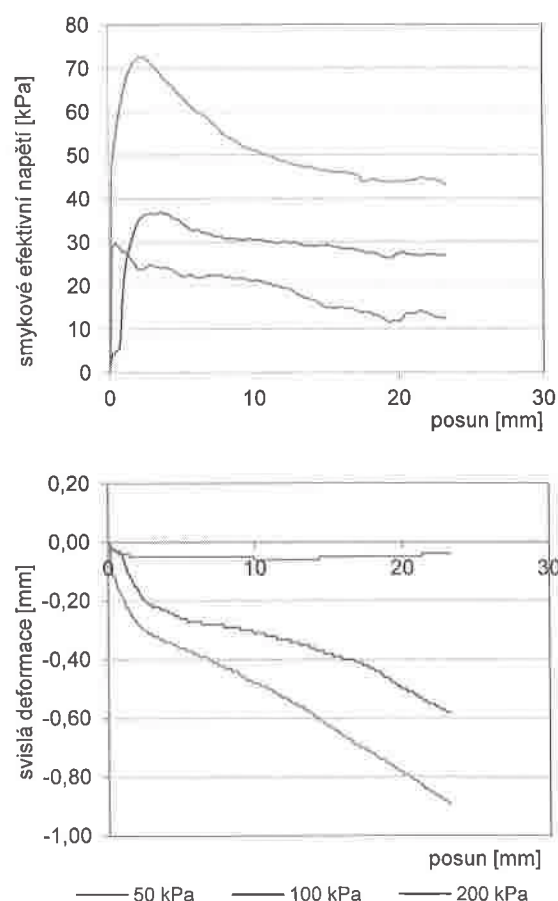 80
70
60
50
40
30
20
10
0
smykové efektivní napětí [kPa]
0 10 20 30
posun [mm]
0,20
0,00
-0,20
-0,40
-0,60
-0,80
-1,00
svislá deformace [mm]
0 10 20 30
posun [mm]
50 kPa 100 kPa 200 kPa